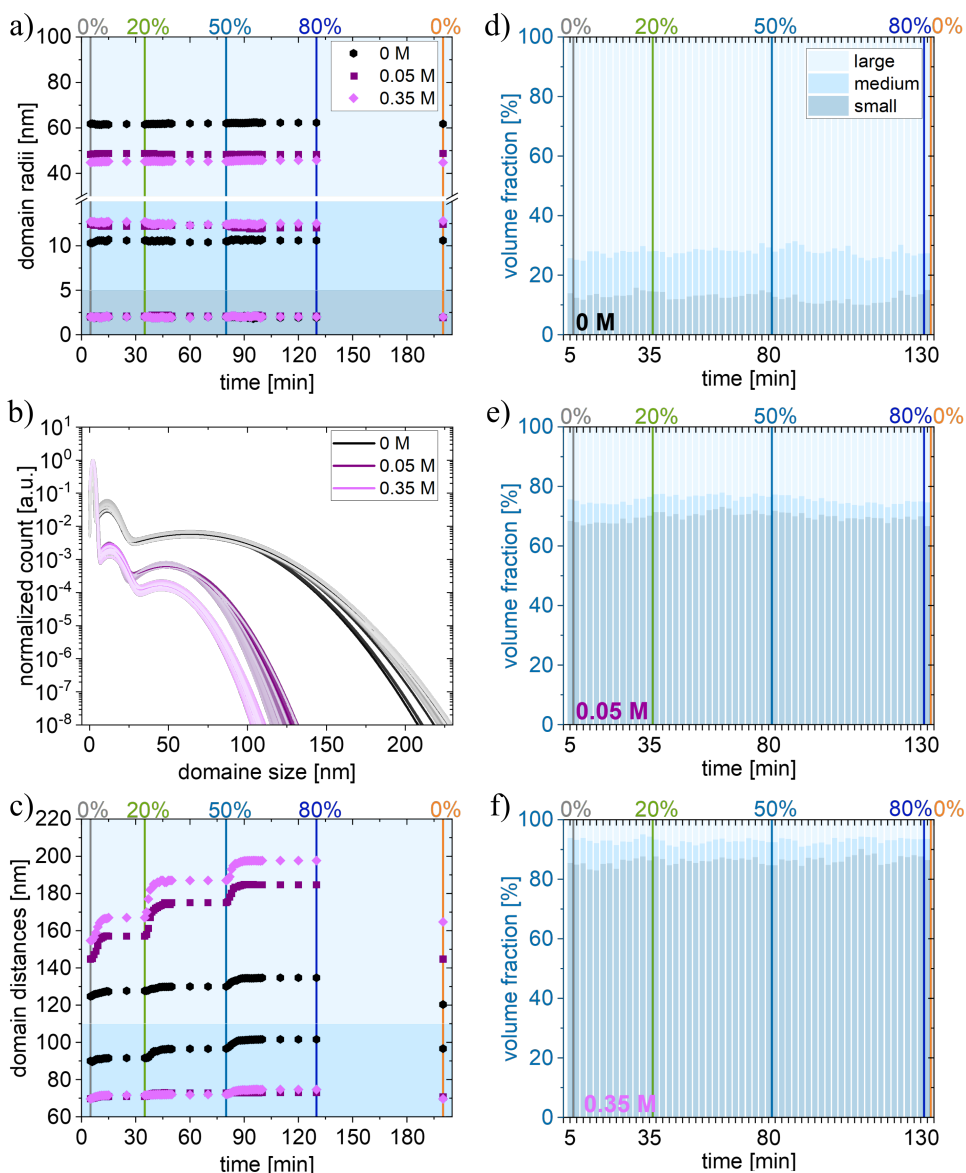 a)
0% 20% 50% 80% 0%
100
80
60
40
10
5
0
domain radii [nm]
0 M
0.05 M
0.35 M
0 30 60 90 120 150 180
time [min]
b)
10^1
10^0
10^-1
10^-2
10^-3
10^-4
10^-5
10^-6
10^-7
10^-8
normalized count [a.u.]
0 M
0.05 M
0.35 M
0 50 100 150 200
domaine size [nm]
c)
0% 20% 50% 80% 0%
220
200
180
160
140
120
100
80
60
domain distances [nm]
0 30 60 90 120 150 180
time [min]
d)
0% 20% 50% 80% 0%
100
80
60
40
20
0
volume fraction [%]
large
medium
small
0 M
5 35 80 130
time [min]
e)
0% 20% 50% 80% 0%
100
80
60
40
20
0
volume fraction [%]
0.05 M
5 35 80 130
time [min]
f)
0% 20% 50% 80% 0%
100
80
60
40
20
0
volume fraction [%]
0.35 M
5 35 80 130
time [min]